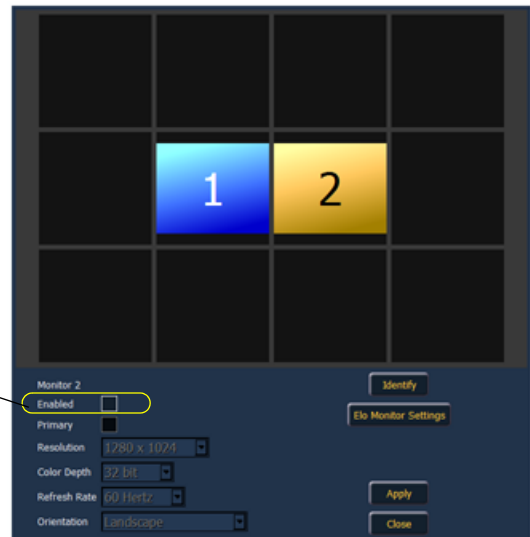 1 2
Monitor 2
Identify
Enabled
Elo Monitor Settings
Primary
Resolution 1280 x 1024
Color Depth 32 bit
Refresh Rate 60 Hertz
Apply
Orientation Landscape
Close